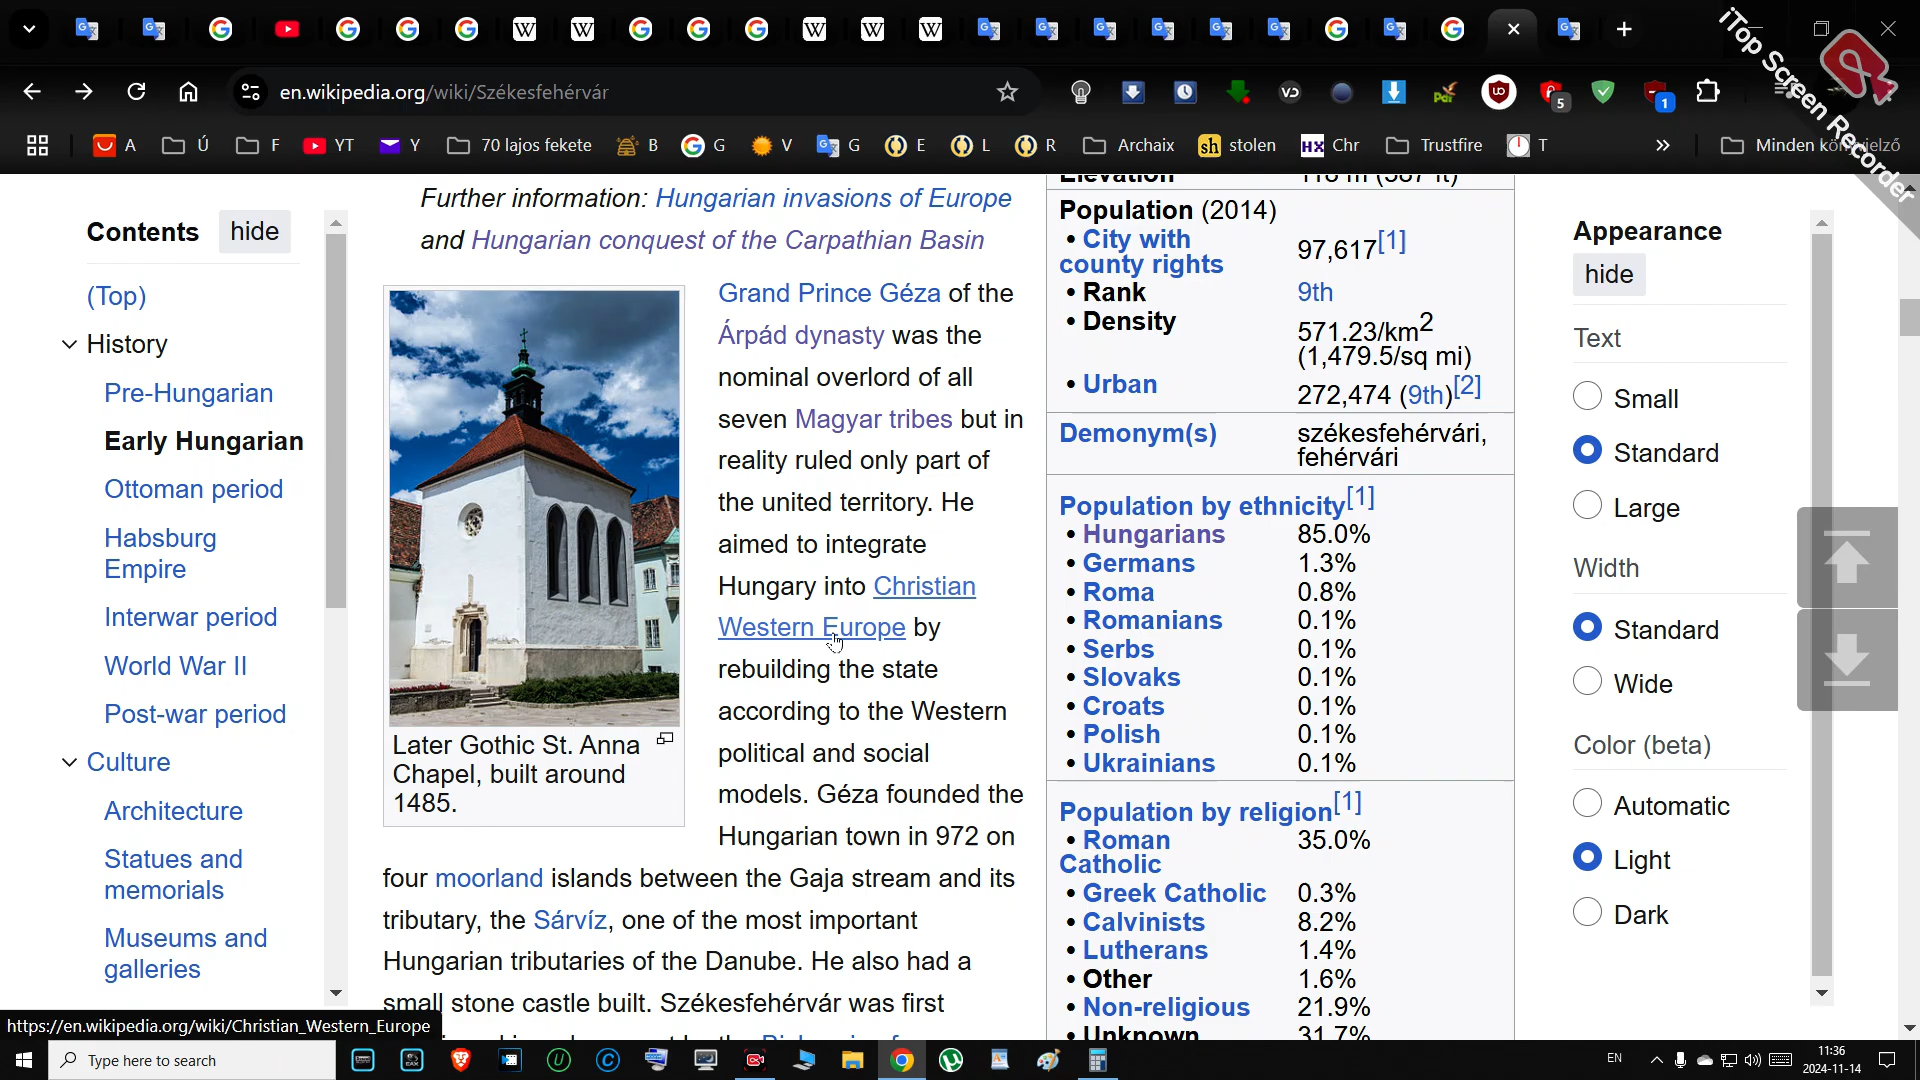 iTop Screen Recorder
en.wikipedia.org/wiki/Székesfehérvár
5
1
A
Ú
F
YT
Y
70 lajos fekete
B
G
V
G
E
L
R
Archaix
stolen
Chr
Trustfire
T
Contents hide
(Top)
History
Pre-Hungarian
Early Hungarian
Ottoman period
Habsburg
Empire
Interwar period
World War II
Post-war period
Culture
Architecture
Statues and
memorials
Museums and
galleries
https://en.wikipedia.org/wiki/Christian_Western_Europe
Further information: Hungarian invasions of Europe
and Hungarian conquest of the Carpathian Basin
Later Gothic St. Anna
Chapel, built around
1485.
Grand Prince Géza of the
Árpád dynasty was the
nominal overlord of all
seven Magyar tribes but in
reality ruled only part of
the united territory. He
aimed to integrate
Hungary into Christian
Western Europe by
rebuilding the state
according to the Western
political and social
models. Géza founded the
Hungarian town in 972 on
four moorland islands between the Gaja stream and its
tributary, the Sárvíz, one of the most important
Hungarian tributaries of the Danube. He also had a
small stone castle built. Székesfehérvár was first
Elevation 118 m (387 ft)
Population (2014)
• City with
county rights 97,617[1]
• Rank 9th
• Density 571.23/km2
(1,479.5/sq mi)
• Urban 272,474 (9th)[2]
Demonym(s) székesfehérvári,
fehérvári
Population by ethnicity[1]
• Hungarians 85.0%
• Germans 1.3%
• Roma 0.8%
• Romanians 0.1%
• Serbs 0.1%
• Slovaks 0.1%
• Croats 0.1%
• Polish 0.1%
• Ukrainians 0.1%
Population by religion[1]
• Roman
Catholic 35.0%
• Greek Catholic 0.3%
• Calvinists 8.2%
• Lutherans 1.4%
• Other 1.6%
• Non-religious 21.9%
• Unknown 31.7%
Appearance
hide
Text
Small
Standard
Large
Width
Standard
Wide
Color (beta)
Automatic
Light
Dark
Type here to search
EN
11:36
2024-11-14